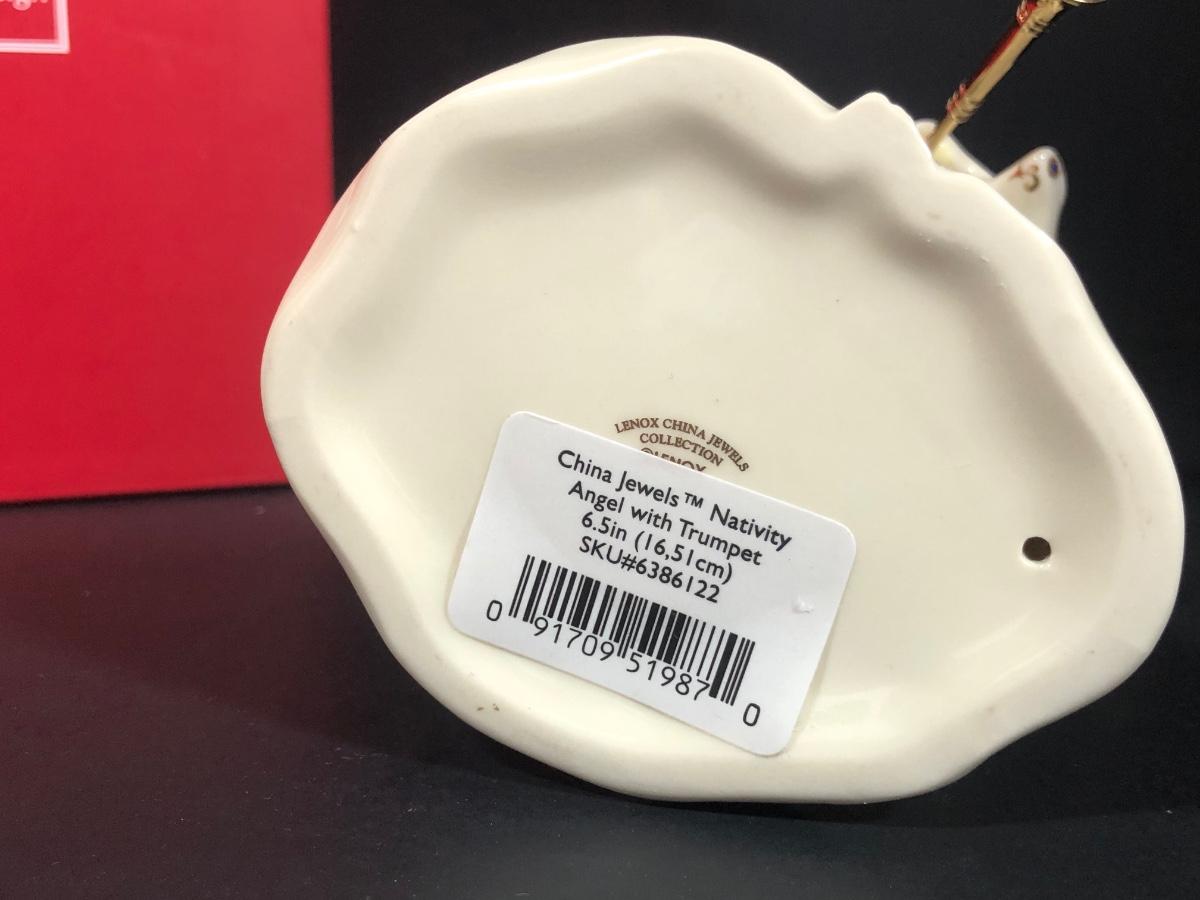 LENOX CHINA JEWELS
COLLECTION
©LENOX
China Jewels™ Nativity
Angel with Trumpet
6.5in (16,51cm)
SKU#6386122
0 91709 51987 0